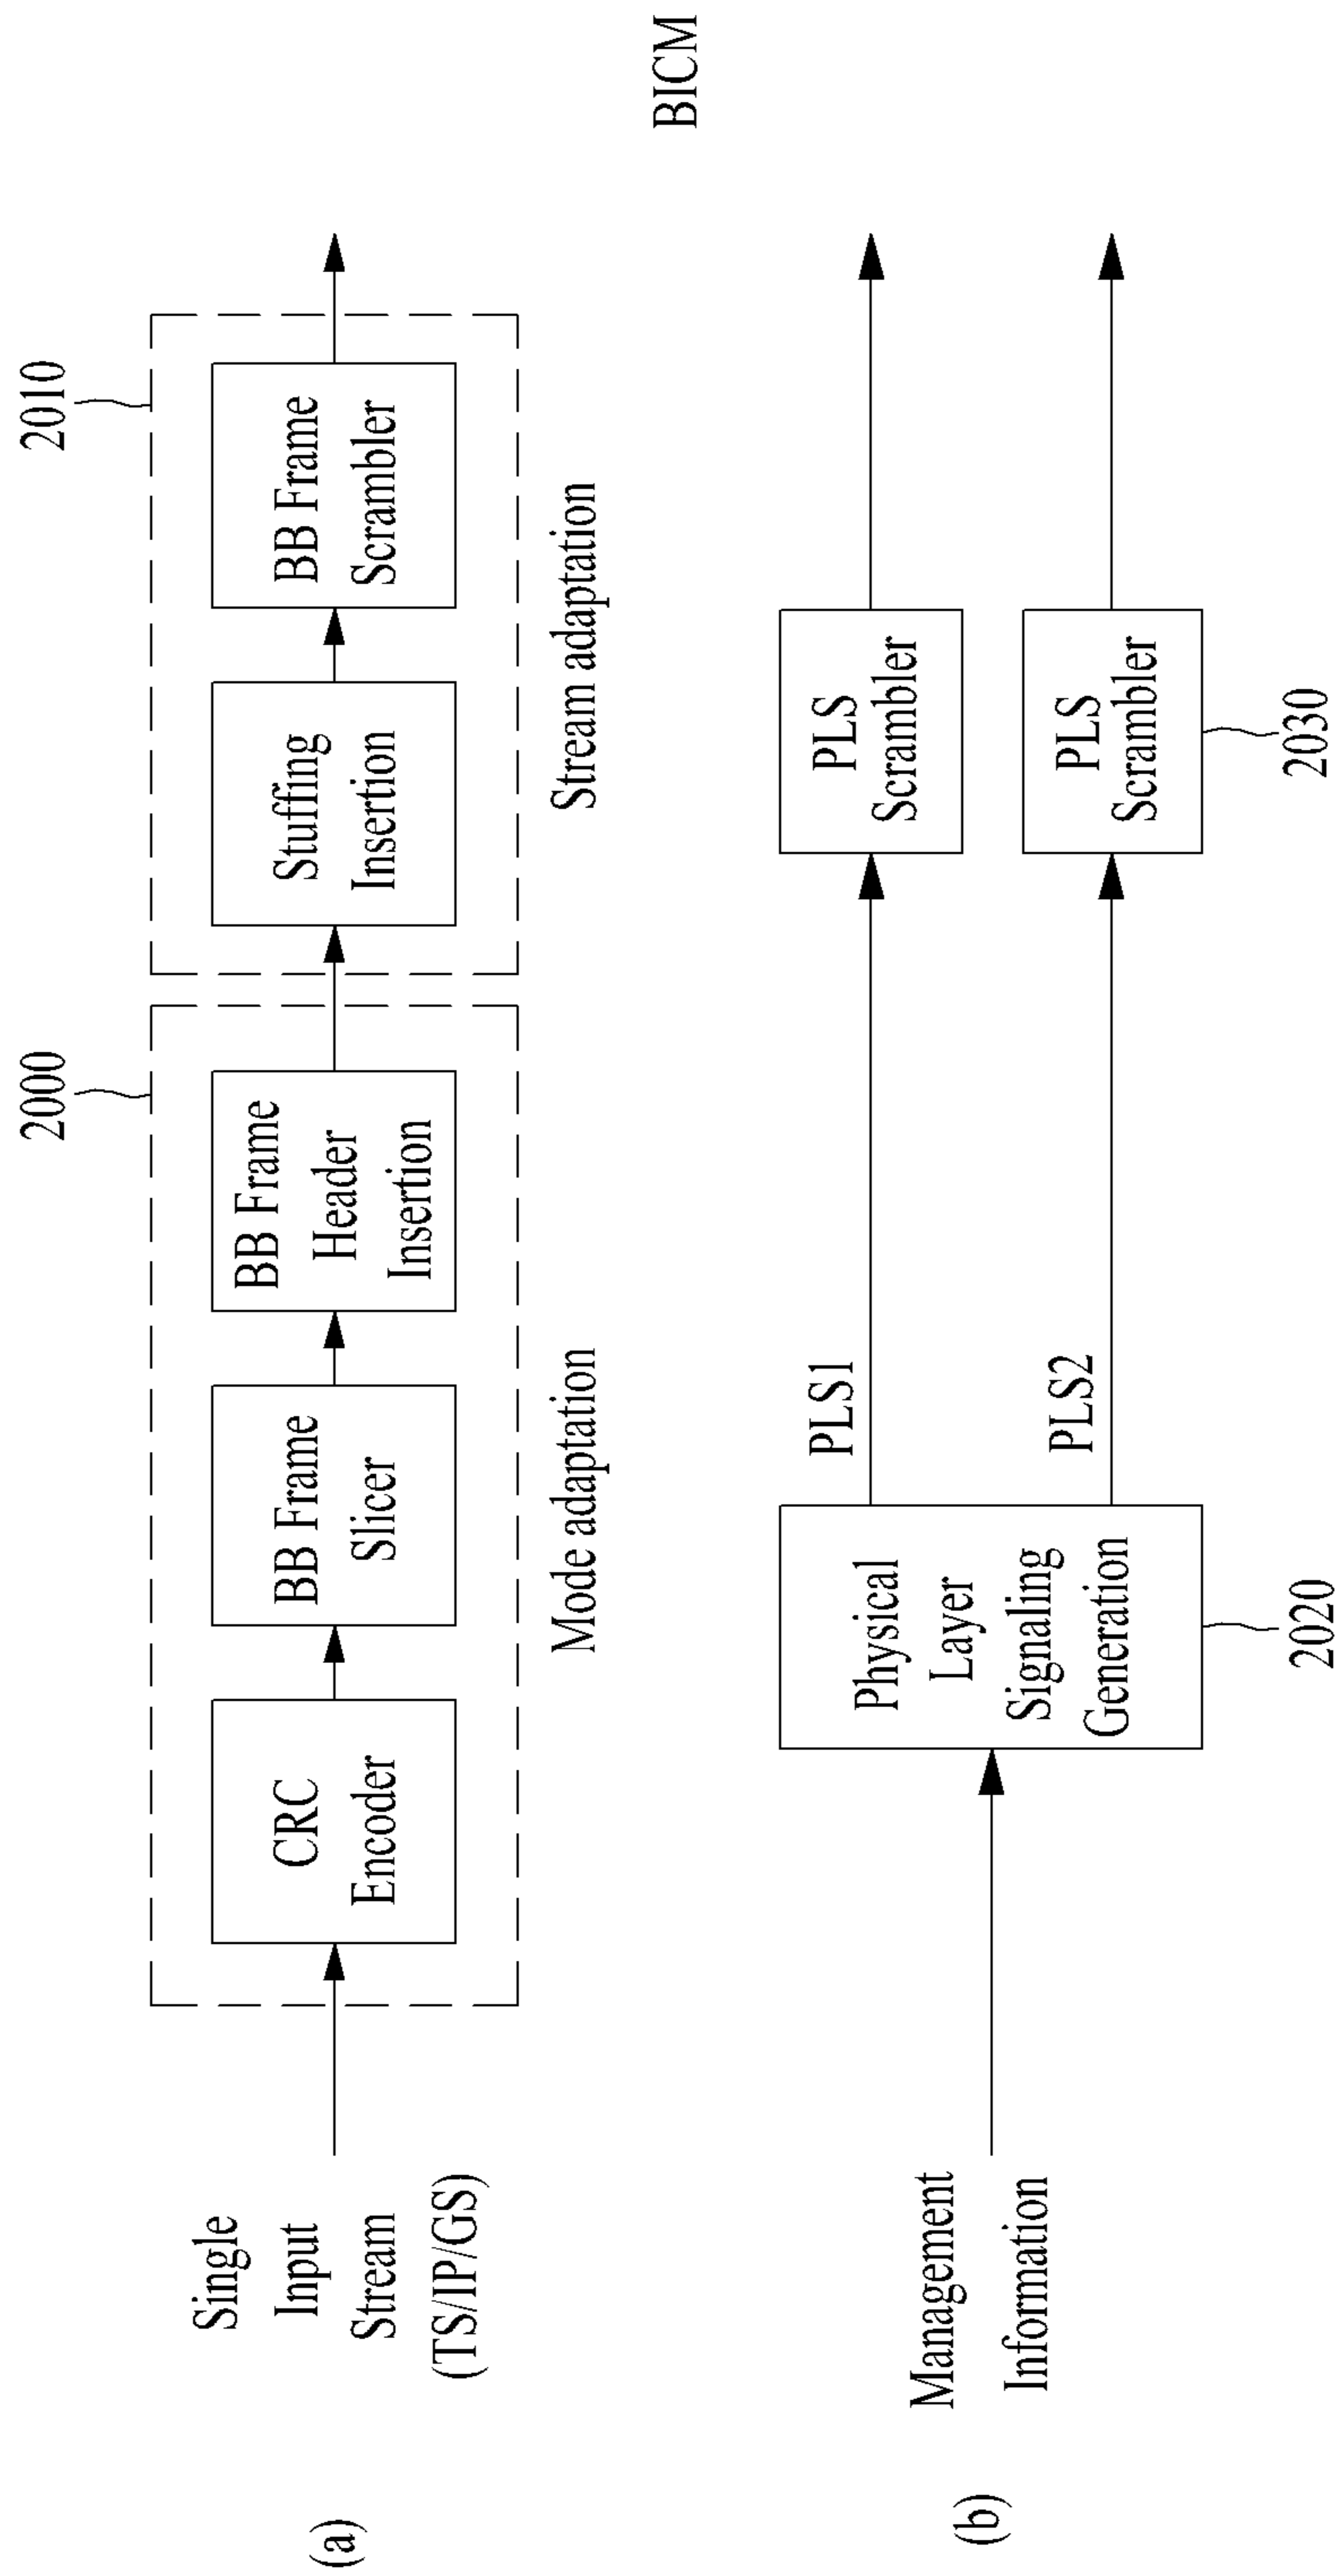 (a)
Single
Input
Stream
(TS/IP/GS)
2000
CRC
Encoder
BB Frame
Slicer
BB Frame
Header
Insertion
Mode adaptation
2010
Stuffing
Insertion
BB Frame
Scrambler
Stream adaptation
BICM
(b)
Management
Information
Physical
Layer
Signaling
Generation
2020
PLS1
PLS2
PLS
Scrambler
PLS
Scrambler
2030